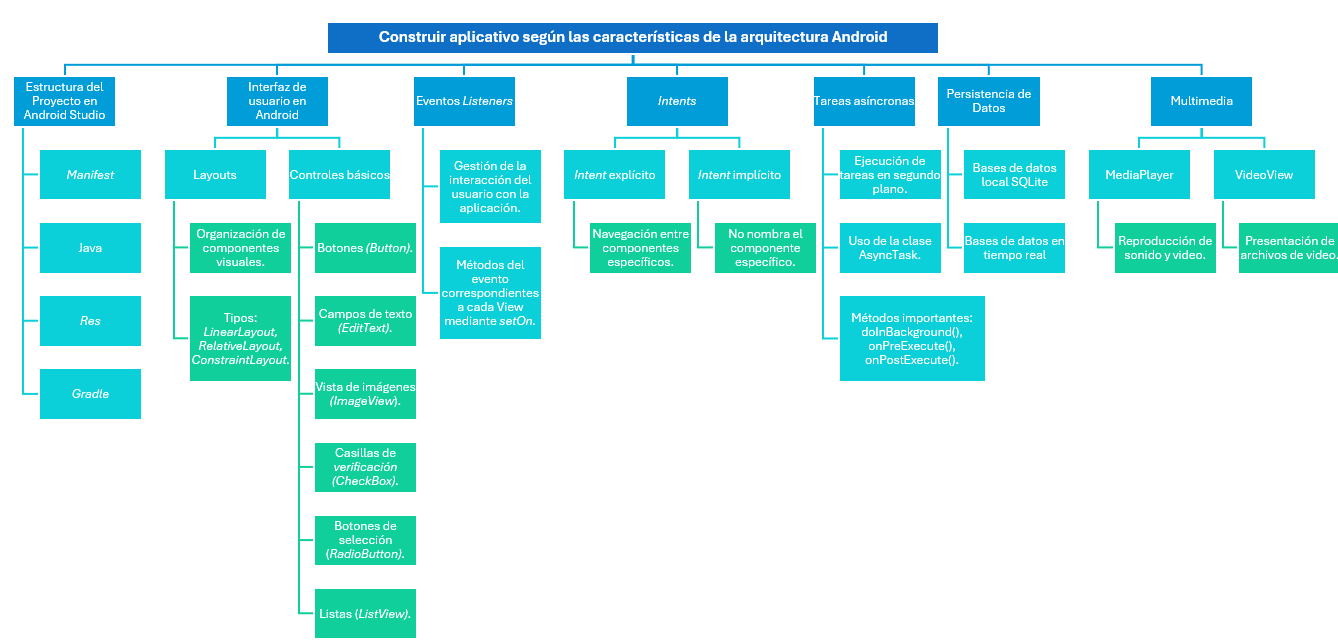 Construir aplicativo según las características de la arquitectura Android
Estructura del
Proyecto en
Android Studio
Manifest
Java
Res
Gradle
Interfaz de
usuario en
Android
Layouts
Organización de
componentes
visuales.
Tipos:
LinearLayout,
RelativeLayout,
ConstraintLayout.
Controles básicos
Botones (Button).
Campos de texto
(EditText).
Vista de imágenes
(ImageView).
Casillas de
verificación
(CheckBox).
Botones de
selección
(RadioButton).
Listas (ListView).
Eventos Listeners
Gestión de la
interacción del
usuario con la
aplicación.
Métodos del
evento
correspondientes
a cada View
mediante setOn.
Intents
Intent explícito
Navegación entre
componentes
específicos.
Intent implícito
No nombra el
componente
específico.
Tareas asíncronas
Ejecución de
tareas en segundo
plano.
Uso de la clase
AsyncTask.
Métodos importantes:
doInBackground(),
onPreExecute(),
onPostExecute().
Persistencia de
Datos
Bases de datos
local SQLite
Bases de datos en
tiempo real
Multimedia
MediaPlayer
Reproducción de
sonido y video.
VideoView
Presentación de
archivos de video.